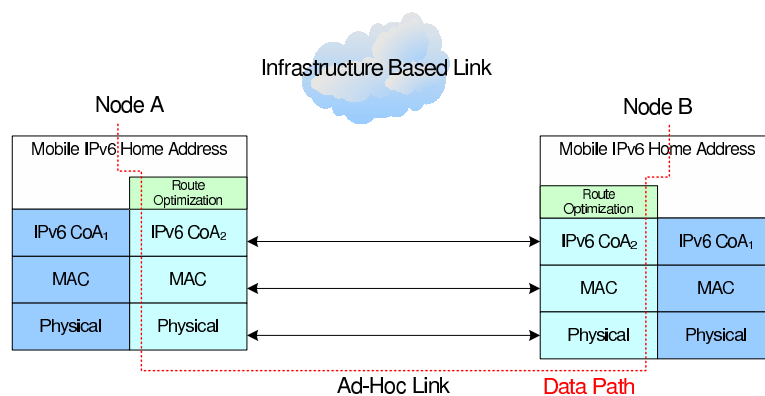 Infrastructure Based Link
Node A
Node B
Mobile IPv6 Home Address
Route
Optimization
IPv6 CoA₁
IPv6 CoA₂
MAC
MAC
Physical
Physical
Mobile IPv6 Home Address
Route
Optimization
IPv6 CoA₂
IPv6 CoA₁
MAC
MAC
Physical
Physical
Ad-Hoc Link
Data Path